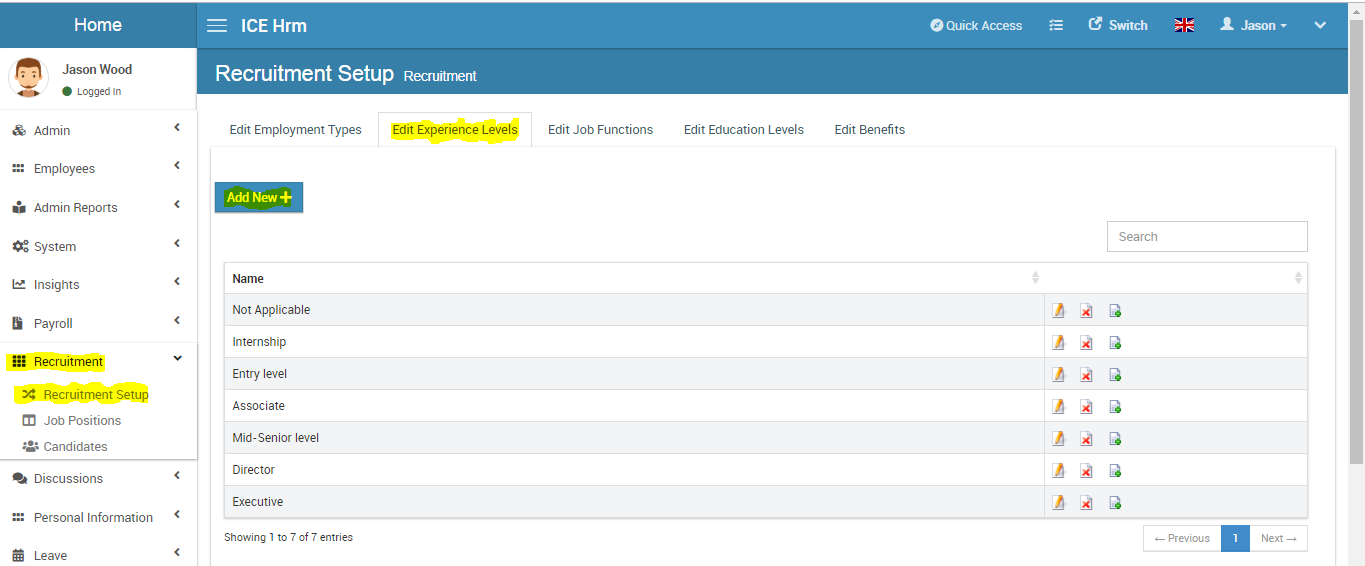 Home
ICE Hrm
Quick Access
Switch
Jason
Jason Wood
Logged In
Recruitment Setup Recruitment
Admin
Employees
Admin Reports
System
Insights
Payroll
Recruitment
Recruitment Setup
Job Positions
Candidates
Discussions
Personal Information
Leave
Edit Employment Types
Edit Experience Levels
Edit Job Functions
Edit Education Levels
Edit Benefits
Add New
Search
Name
Not Applicable
Internship
Entry level
Associate
Mid-Senior level
Director
Executive
Showing 1 to 7 of 7 entries
← Previous 1 Next →